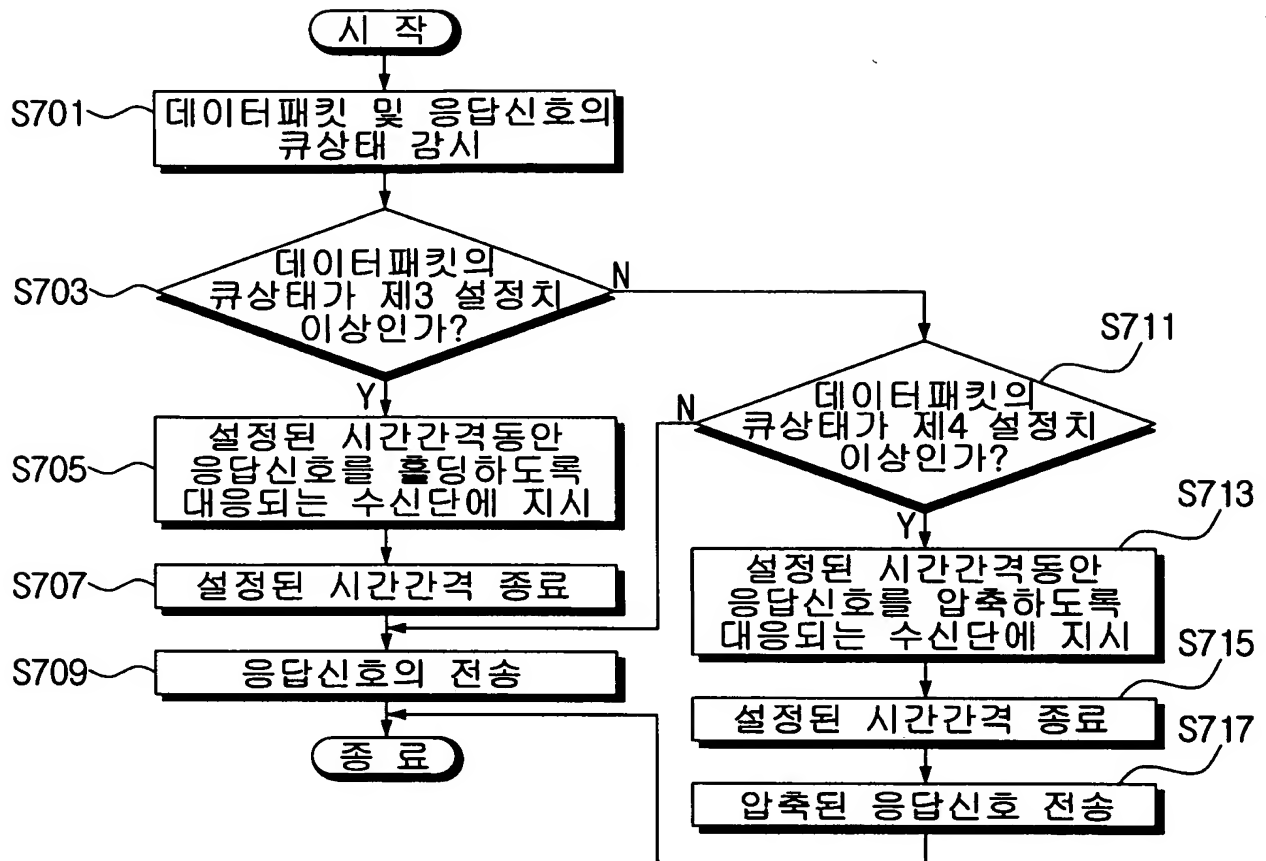 시 작
S701
데이터패킷 및 응답신호의
큐상태 감시
S703
데이터패킷의
큐상태가 제3 설정치
이상인가?
N
Y
S705
설정된 시간간격동안
응답신호를 홀딩하도록
대응되는 수신단에 지시
S707
설정된 시간간격 종료
S709
응답신호의 전송
종 료
S711
데이터패킷의
큐상태가 제4 설정치
이상인가?
N
Y
S713
설정된 시간간격동안
응답신호를 압축하도록
대응되는 수신단에 지시
S715
설정된 시간간격 종료
S717
압축된 응답신호 전송